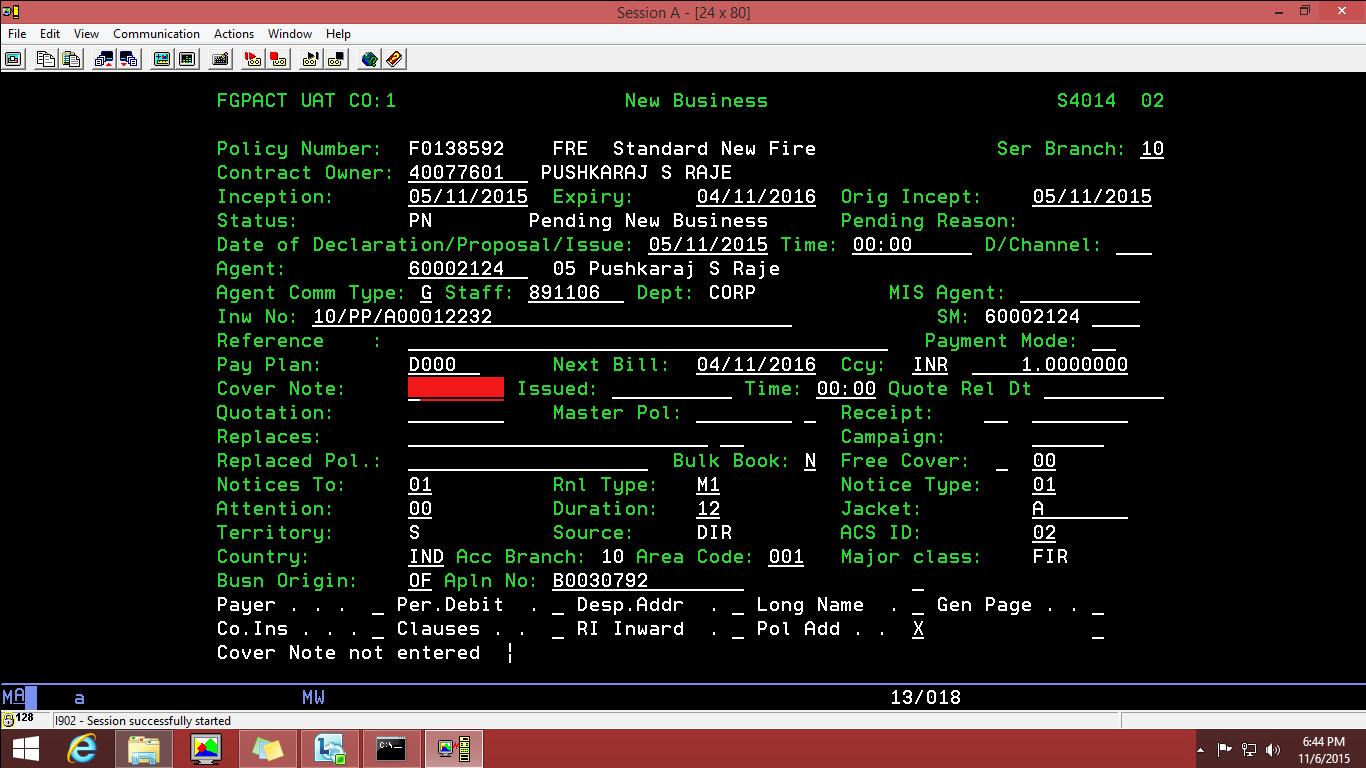 Session A - [24 x 80]
File Edit View Communication Actions Window Help
FGPACT UAT CO:1 New Business S4014 02
Policy Number: F0138592 FRE Standard New Fire Ser Branch: 10
Contract Owner: 40077601 PUSHKARAJ S RAJE
Inception: 05/11/2015 Expiry: 04/11/2016 Orig Incept: 05/11/2015
Status: PN Pending New Business Pending Reason:
Date of Declaration/Proposal/Issue: 05/11/2015 Time: 00:00 D/Channel:
Agent: 60002124 05 Pushkaraj S Raje
Agent Comm Type: G Staff: 891106 Dept: CORP MIS Agent:
Inw No: 10/PP/A00012232 SM: 60002124
Reference : Payment Mode:
Pay Plan: D000 Next Bill: 04/11/2016 Ccy: INR 1.0000000
Cover Note: Issued: Time: 00:00 Quote Rel Dt
Quotation: Master Pol: Receipt:
Replaces: Campaign:
Replaced Pol.: Bulk Book: N Free Cover: 00
Notices To: 01 Rnl Type: M1 Notice Type: 01
Attention: 00 Duration: 12 Jacket: A
Territory: S Source: DIR ACS ID: 02
Country: IND Acc Branch: 10 Area Code: 001 Major class: FIR
Busn Origin: OF Apln No: B0030792
Payer . . . _ Per.Debit . _ Desp.Addr . _ Long Name . _ Gen Page . . _
Co.Ins . . . _ Clauses . . _ RI Inward . _ Pol Add . . X _
Cover Note not entered ¦
MA a MW 13/018
128 I902 - Session successfully started
C:\_
6:44 PM
11/6/2015